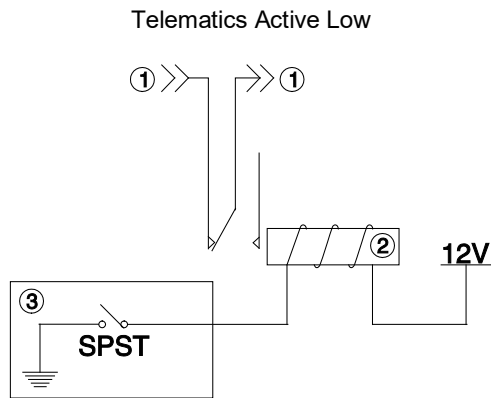 Telematics Active Low
① ①
②
12V
③
SPST